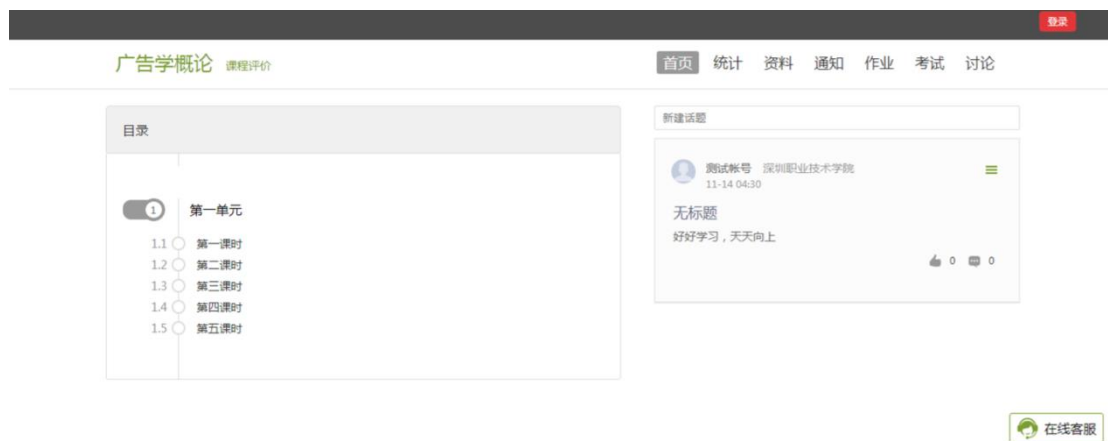 登录
广告学概论 课程评价
首页 统计 资料 通知 作业 考试 讨论
目录
1 第一单元
1.1 第一课时
1.2 第二课时
1.3 第三课时
1.4 第四课时
1.5 第五课时
新建话题
测试帐号 深圳职业技术学院
11-14 04:30
无标题
好好学习，天天向上
0 0
在线客服